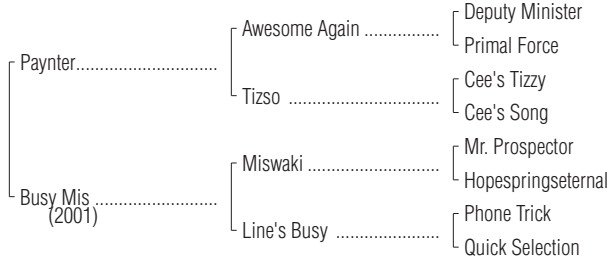 Deputy Minister
Awesome Again ..................
Primal Force
Paynter..............................
Cee's Tizzy
Tizso ................................
Cee's Song
Mr. Prospector
Miswaki ............................
Hopespringseternal
Busy Mis ..........................
(2001)
Phone Trick
Line's Busy ......................
Quick Selection